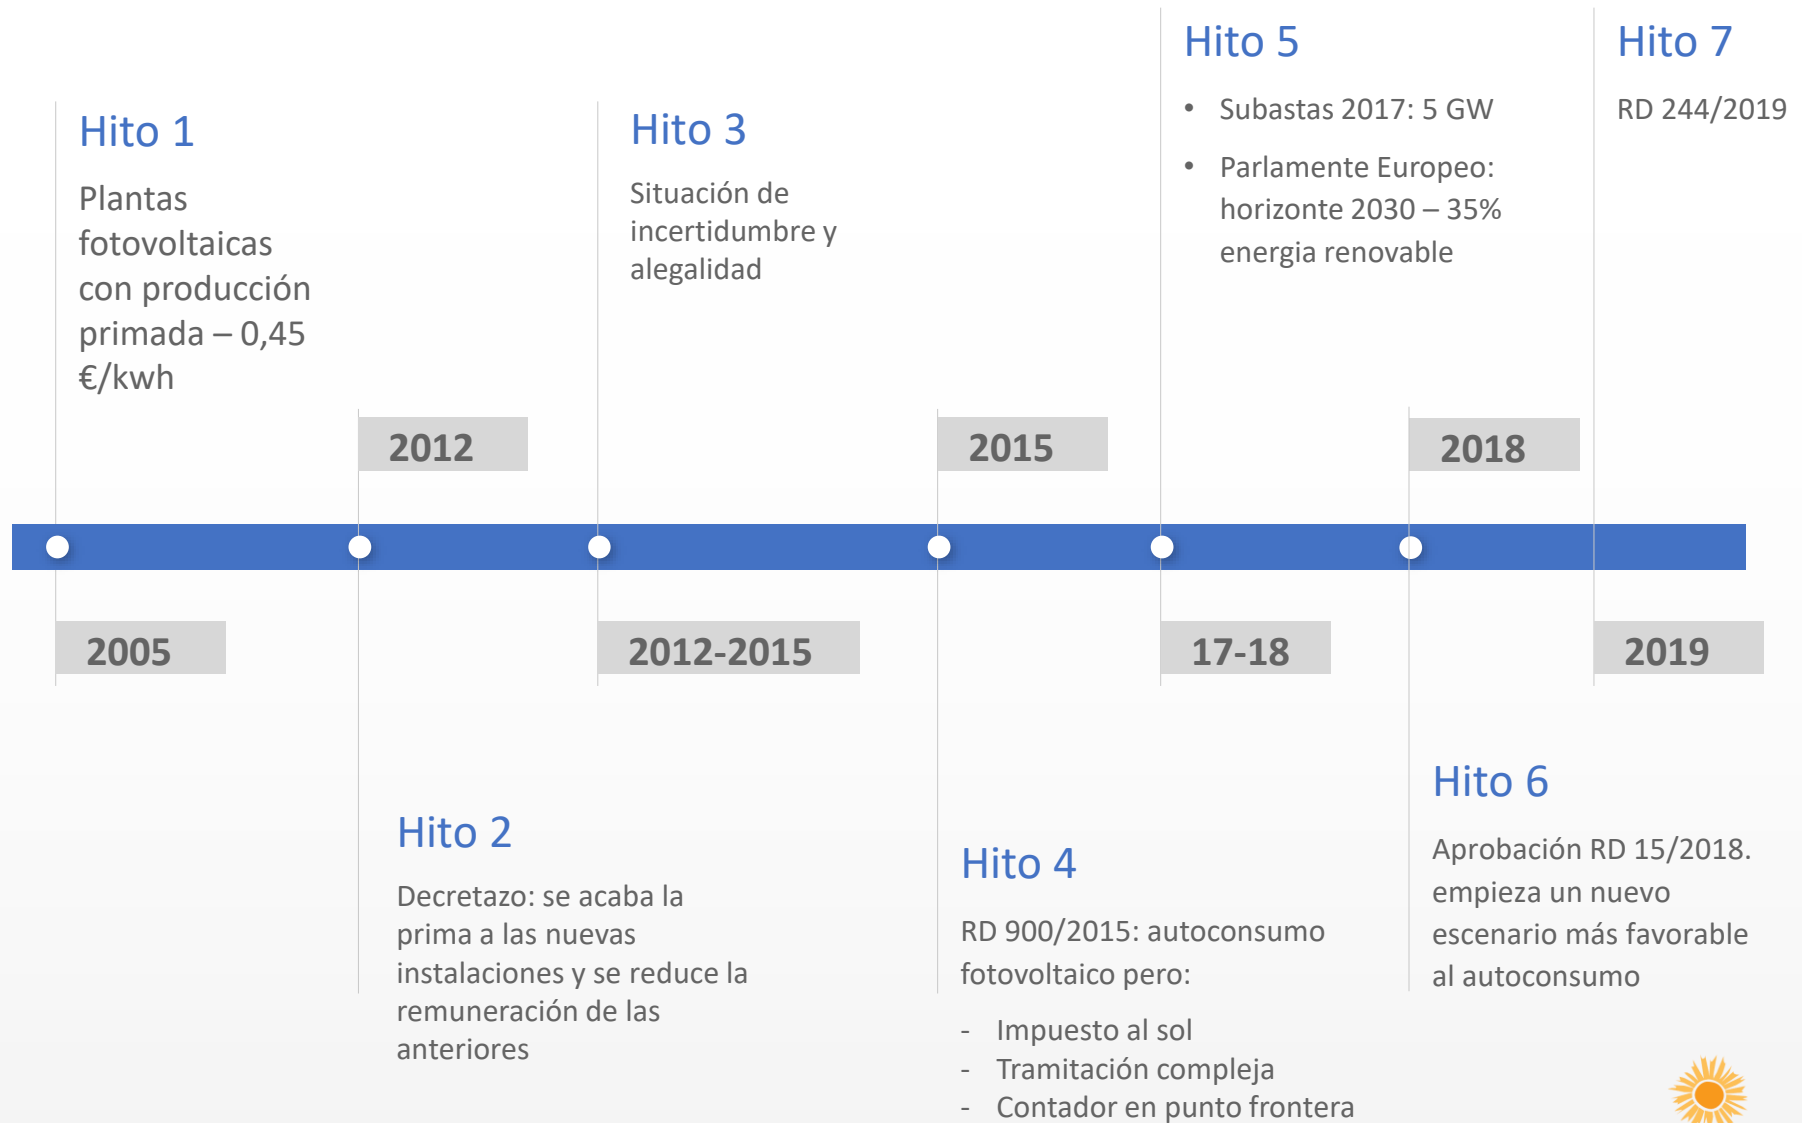 Hito 1
Plantas
fotovoltaicas
con producción
primada – 0,45
€/kwh
2005
2012
Hito 2
Decretazo: se acaba la
prima a las nuevas
instalaciones y se reduce la
remuneración de las
anteriores
Hito 3
Situación de
incertidumbre y
alegalidad
2012-2015
2015
Hito 4
RD 900/2015: autoconsumo
fotovoltaico pero:
- Impuesto al sol
- Tramitación compleja
- Contador en punto frontera
Hito 5
• Subastas 2017: 5 GW
• Parlamente Europeo:
horizonte 2030 – 35%
energia renovable
17-18
2018
Hito 6
Aprobación RD 15/2018.
empieza un nuevo
escenario más favorable
al autoconsumo
Hito 7
RD 244/2019
2019